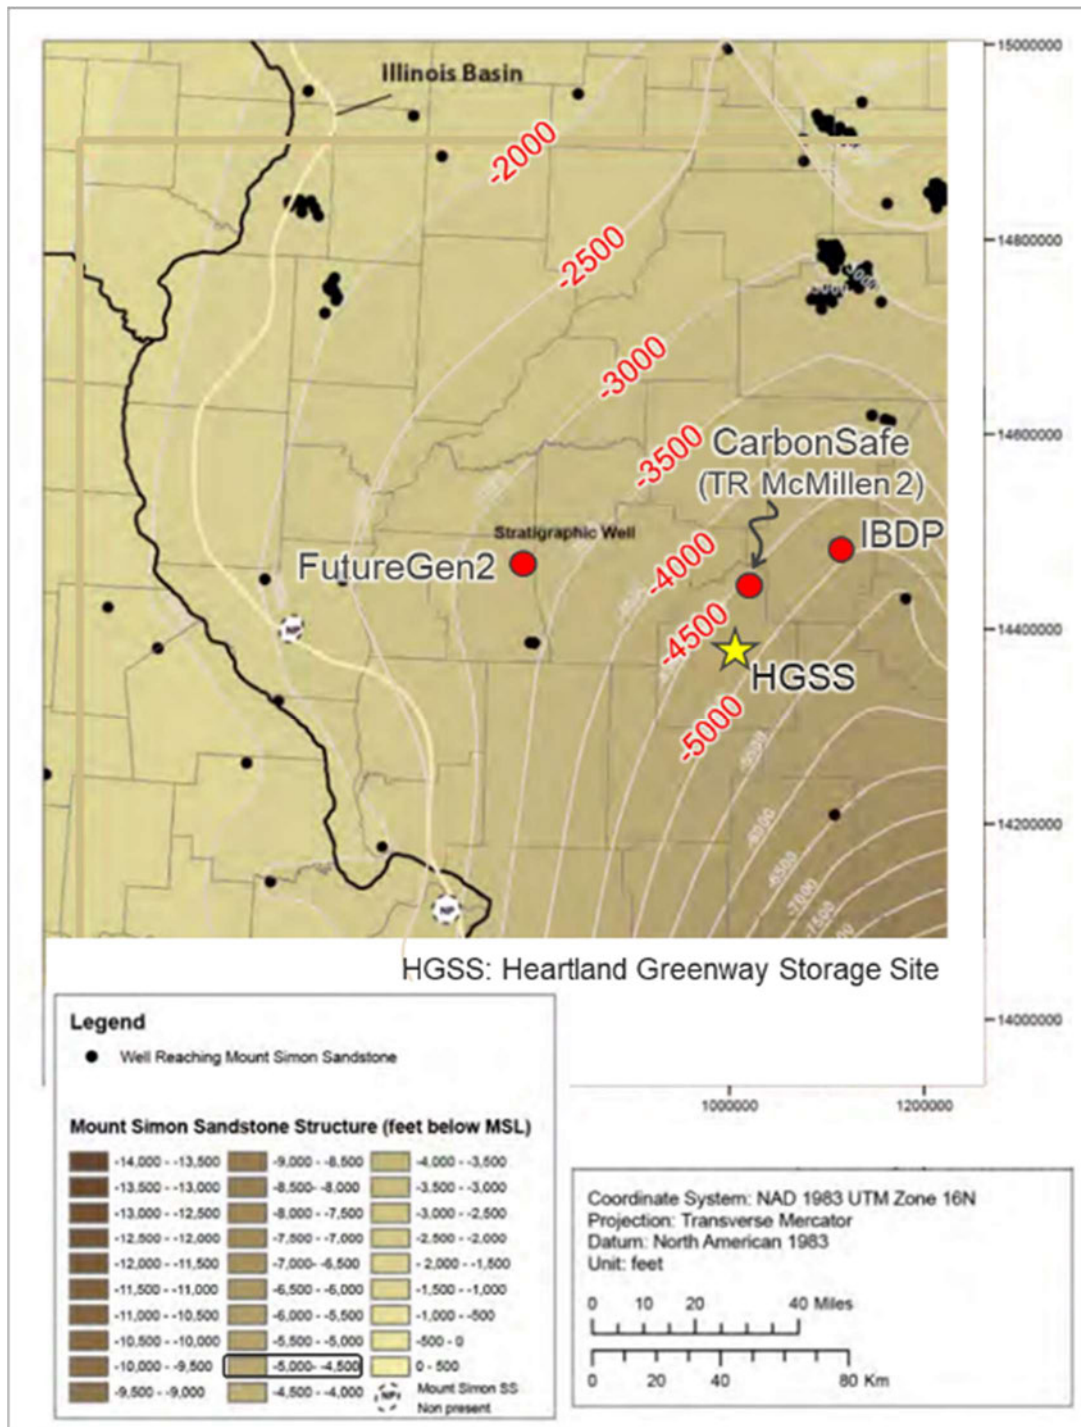 Illinois Basin
-2000
-2500
-3000
-3500
CarbonSafe
(TR McMillen 2)
IBDP
Stratigraphic Well
FutureGen2
-4000
-4500
HGSS
-5000
NP
NP
-6000
-6500
-7000
-7500
15000000
14800000
14600000
14400000
14200000
14000000
1000000
1200000
HGSS: Heartland Greenway Storage Site
Legend
Well Reaching Mount Simon Sandstone
Mount Simon Sandstone Structure (feet below MSL)
-14,000 - -13,500
-13,500 - -13,000
-13,000 - -12,500
-12,500 - -12,000
-12,000 - -11,500
-11,500 - -11,000
-11,000 - -10,500
-10,500 - -10,000
-10,000 - -9,500
-9,500 - -9,000
-9,000 - -8,500
-8,500 - -8,000
-8,000 - -7,500
-7,500 - -7,000
-7,000 - -6,500
-6,500 - -6,000
-6,000 - -5,500
-5,500 - -5,000
-5,000 - -4,500
-4,500 - -4,000
-4,000 - -3,500
-3,500 - -3,000
-3,000 - -2,500
-2,500 - -2,000
-2,000 - -1,500
-1,500 - -1,000
-1,000 - -500
-500 - 0
0 - 500
NP
Mount Simon SS
Non present
Coordinate System: NAD 1983 UTM Zone 16N
Projection: Transverse Mercator
Datum: North American 1983
Unit: feet
0 10 20 40 Miles
0 20 40 80 Km